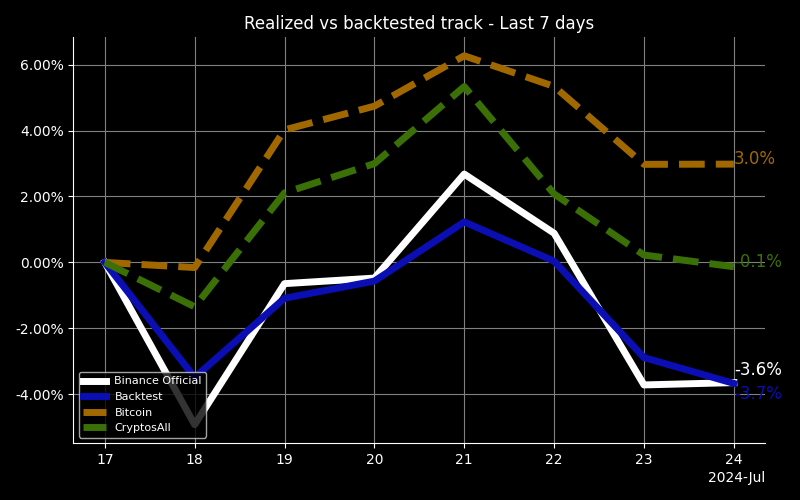 Realized vs backtested track - Last 7 days
6.00%
4.00%
2.00%
0.00%
-2.00%
-4.00%
3.0%
-0.1%
-3.6%
-3.7%
Binance Official
Backtest
Bitcoin
CryptosAll
17 18 19 20 21 22 23 24
2024-Jul